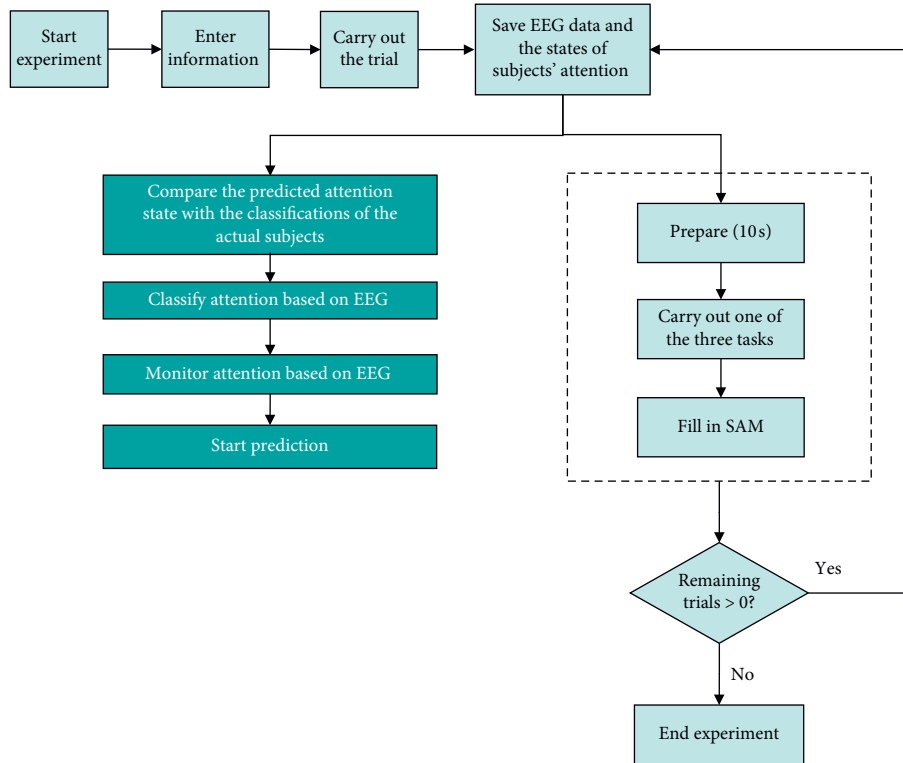 Start
experiment
Enter
information
Carry out
the trial
Save EEG data and
the states of
subjects’ attention
Compare the predicted attention
state with the classifications of the
actual subjects
Classify attention based on EEG
Monitor attention based on EEG
Start prediction
Prepare (10 s)
Carry out one of
the three tasks
Fill in SAM
Remaining
trials > 0?
Yes
No
End experiment